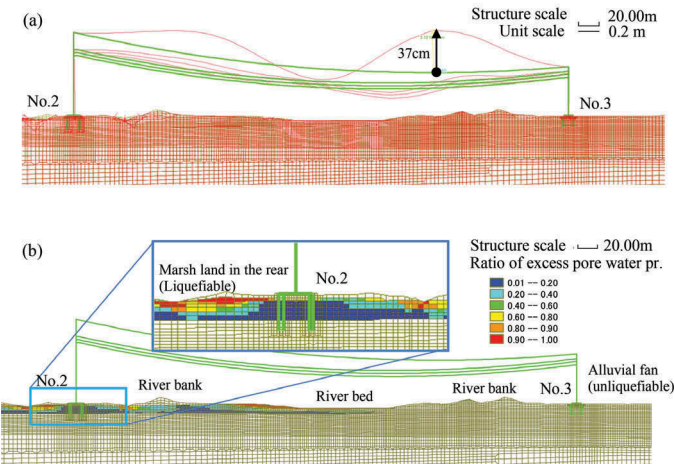 (a)
Structure scale 20.00m
Unit scale 0.2 m
37cm
No.2
No.3
(b)
Structure scale 20.00m
Ratio of excess pore water pr.
0.01 -- 0.20
0.20 -- 0.40
0.40 -- 0.60
0.60 -- 0.80
0.80 -- 0.90
0.90 -- 1.00
Marsh land in the rear
(Liquefiable)
No.2
No.2
River bank
River bed
River bank
No.3
Alluvial fan
(unliquefiable)